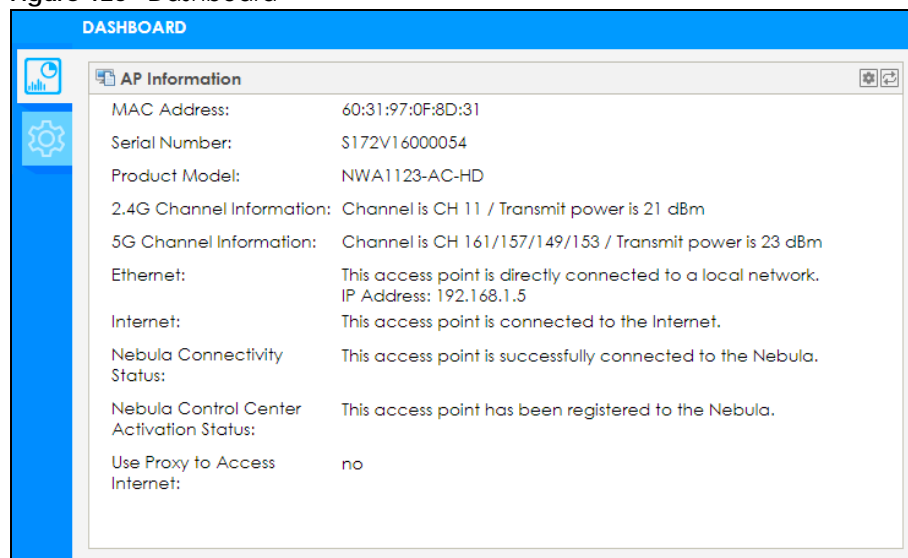 DASHBOARD
AP Information
MAC Address: 60:31:97:0F:8D:31
Serial Number: S172V16000054
Product Model: NWA1123-AC-HD
2.4G Channel Information: Channel is CH 11 / Transmit power is 21 dBm
5G Channel Information: Channel is CH 161/157/149/153 / Transmit power is 23 dBm
Ethernet: This access point is directly connected to a local network.
IP Address: 192.168.1.5
Internet: This access point is connected to the Internet.
Nebula Connectivity This access point is successfully connected to the Nebula.
Status:
Nebula Control Center This access point has been registered to the Nebula.
Activation Status:
Use Proxy to Access no
Internet: